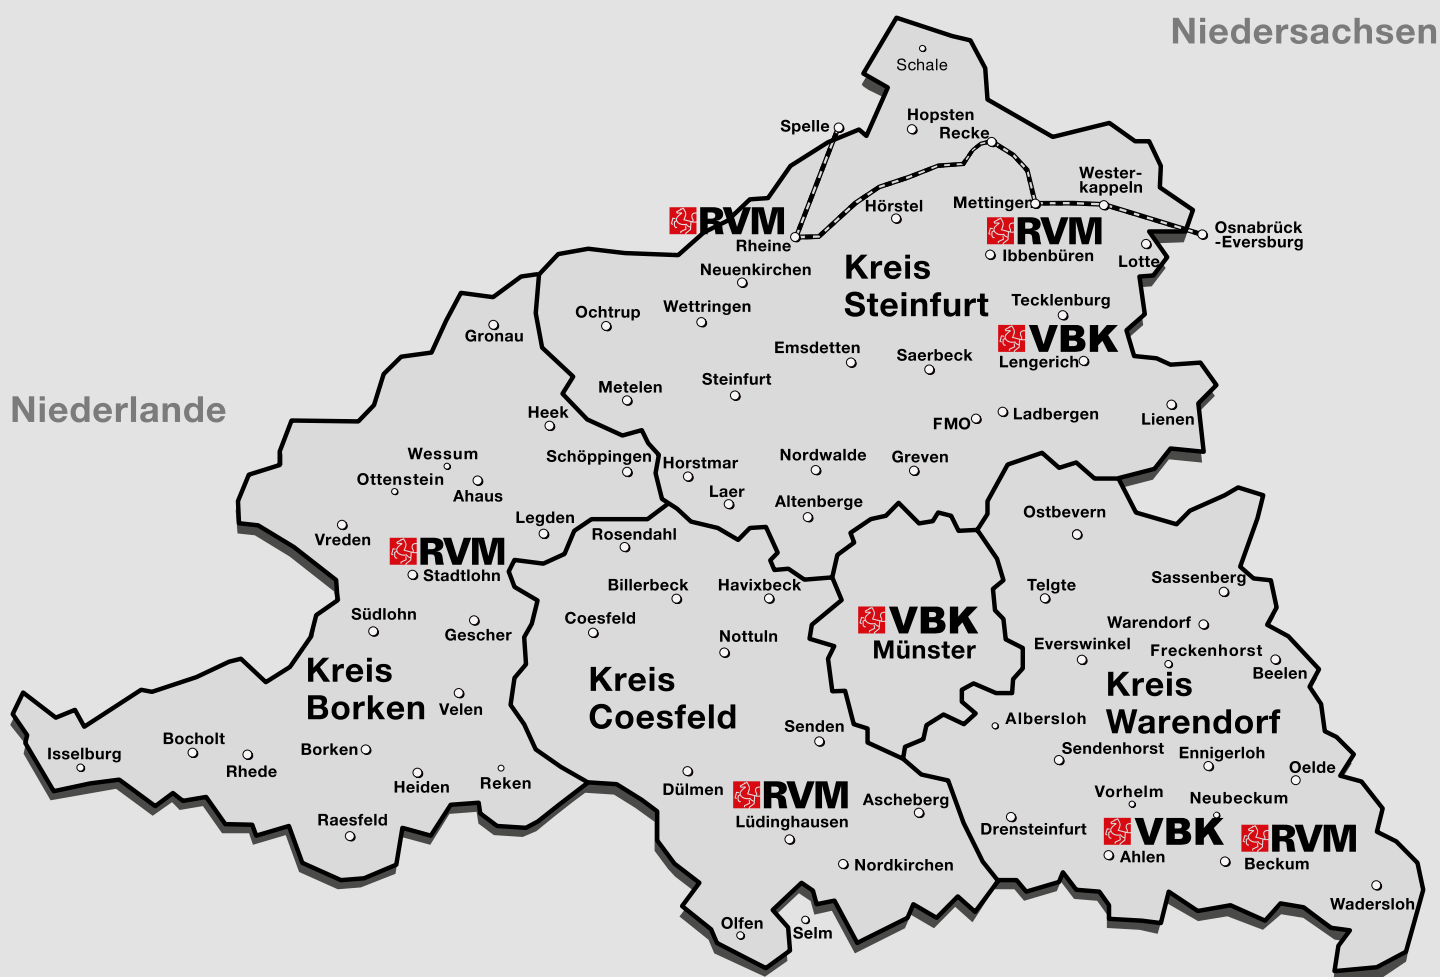 Niedersachsen
Schale
Hopsten
Spelle
Recke
Wester-
kappeln
Mettingen
Hörstel
RVM
Rheine
RVM
Ibbenbüren
Osnabrück
-Eversburg
Lotte
Neuenkirchen
Kreis
Steinfurt
Tecklenburg
Wettringen
Ochtrup
Gronau
VBK
Lengerich
Emsdetten
Saerbeck
Steinfurt
Metelen
Niederlande
Heek
FMO
Ladbergen
Lienen
Wessum
Schöppingen
Horstmar
Nordwalde
Greven
Ottenstein
Ahaus
Laer
Altenberge
Legden
Ostbevern
Vreden
Rosendahl
RVM
Stadtlohn
Billerbeck
Havixbeck
Telgte
Sassenberg
Südlohn
Gescher
Coesfeld
Nottuln
VBK
Münster
Warendorf
Everswinkel
Freckenhorst
Beelen
Kreis
Borken
Kreis
Coesfeld
Kreis
Warendorf
Velen
Senden
Albersloh
Sendenhorst
Ennigerloh
Oelde
Isselburg
Bocholt
Rhede
Borken
Heiden
Reken
Dülmen
RVM
Lüdinghausen
Ascheberg
Vorhelm
Neubeckum
Raesfeld
Drensteinfurt
VBK
Ahlen
RVM
Beckum
Nordkirchen
Wadersloh
Olfen
Selm